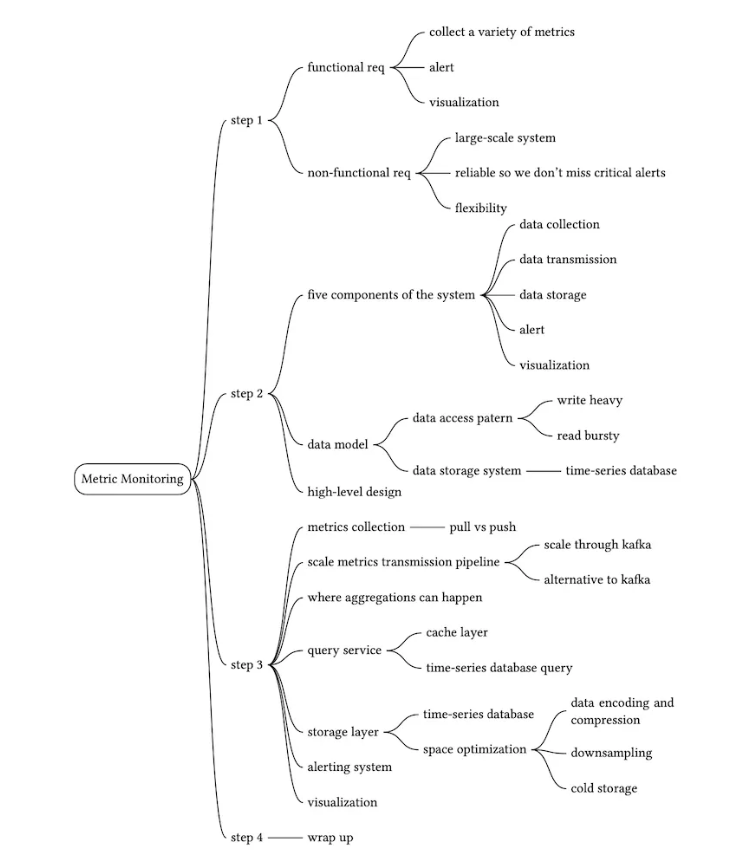 collect a variety of metrics
functional req
alert
visualization
step 1
large-scale system
non-functional req
reliable so we don't miss critical alerts
flexibility
data collection
data transmission
five components of the system
data storage
alert
visualization
step 2
write heavy
data access patern
read bursty
data model
data storage system
time-series database
high-level design
Metric Monitoring
metrics collection
pull vs push
scale through kafka
scale metrics transmission pipeline
alternative to kafka
where aggregations can happen
cache layer
query service
time-series database query
step 3
data encoding and
compression
time-series database
storage layer
space optimization
downsampling
cold storage
alerting system
visualization
step 4
wrap up